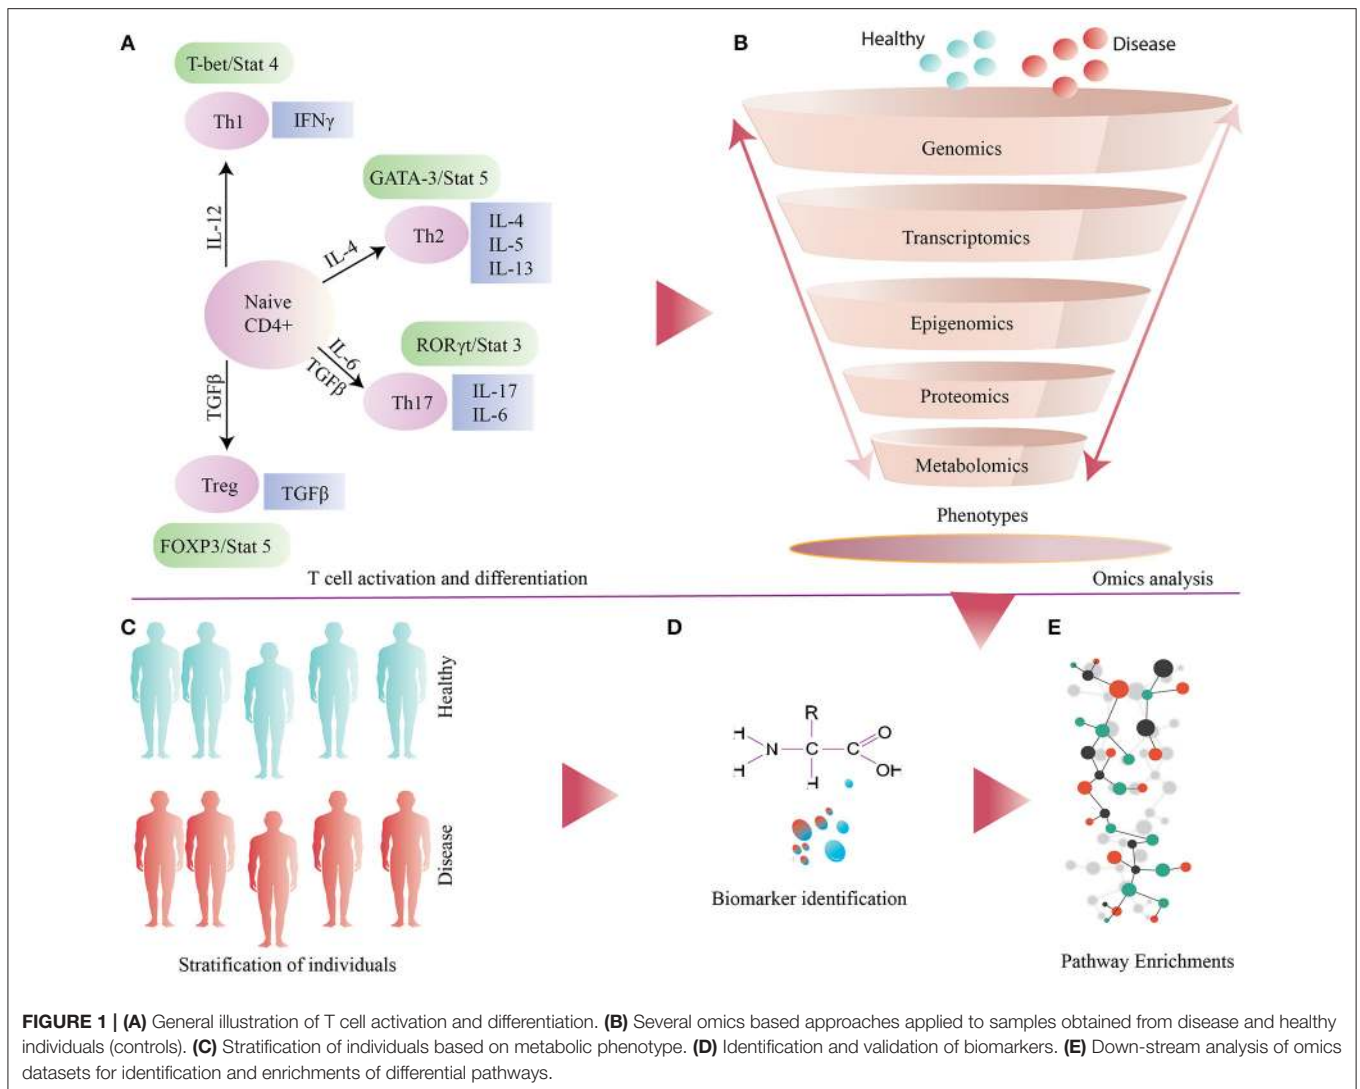 A
T-bet/Stat 4
Th1
IFNγ
IL-12
GATA-3/Stat 5
Th2
IL-4
IL-5
IL-13
IL-4
Naive
CD4+
RORγt/Stat 3
IL-6
TGFβ
Th17
IL-17
IL-6
TGFβ
Treg
TGFβ
FOXP3/Stat 5
T cell activation and differentiation
B
Healthy
Disease
Genomics
Transcriptomics
Epigenomics
Proteomics
Metabolomics
Phenotypes
Omics analysis
C
Healthy
Disease
Stratification of individuals
D
R
H
N
C
C
O
H
H
OH
Biomarker identification
E
Pathway Enrichments
FIGURE 1 | (A) General illustration of T cell activation and differentiation. (B) Several omics based approaches applied to samples obtained from disease and healthy
individuals (controls). (C) Stratification of individuals based on metabolic phenotype. (D) Identification and validation of biomarkers. (E) Down-stream analysis of omics
datasets for identification and enrichments of differential pathways.